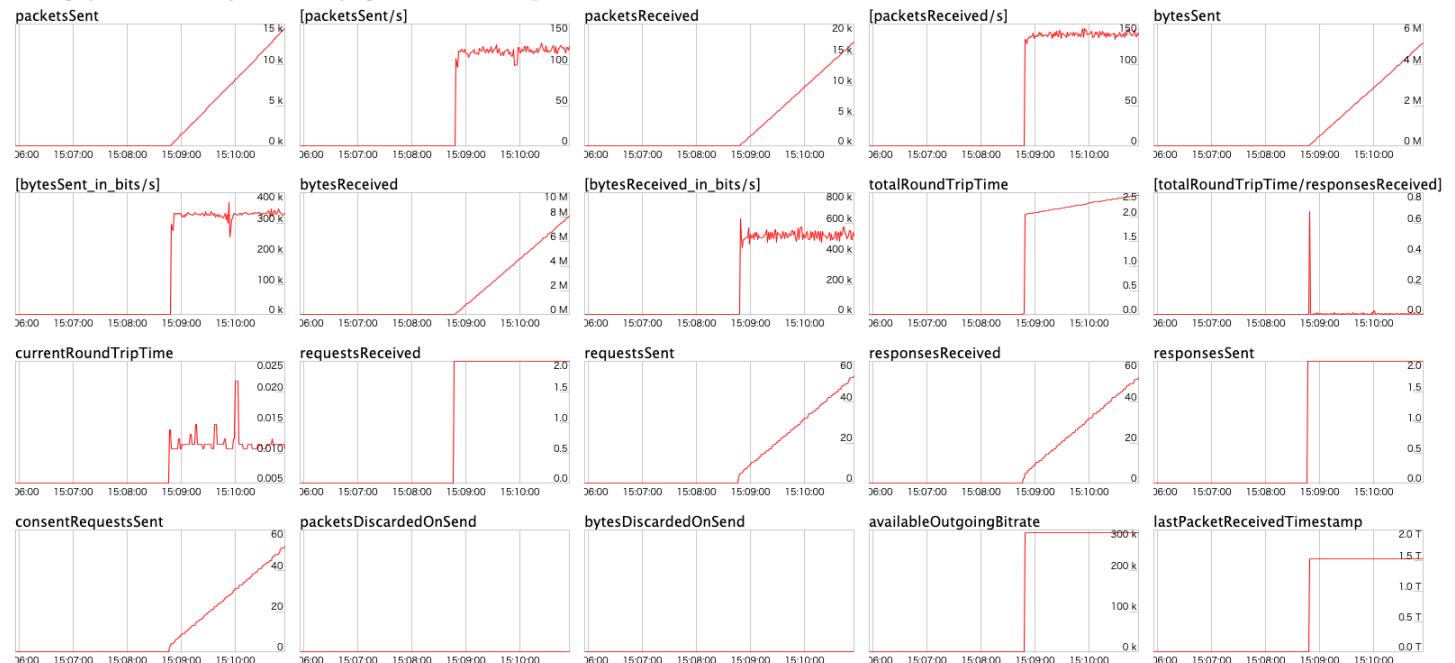 packetsSent
15 k
10 k
5 k
0 k
06:00 15:07:00 15:08:00 15:09:00 15:10:00
[packetsSent/s]
150
100
50
0
06:00 15:07:00 15:08:00 15:09:00 15:10:00
packetsReceived
20 k
15 k
10 k
5 k
0 k
06:00 15:07:00 15:08:00 15:09:00 15:10:00
[packetsReceived/s]
150
100
50
0
06:00 15:07:00 15:08:00 15:09:00 15:10:00
bytesSent
6 M
4 M
2 M
0 M
06:00 15:07:00 15:08:00 15:09:00 15:10:00
[bytesSent_in_bits/s]
400 k
300 k
200 k
100 k
0 k
06:00 15:07:00 15:08:00 15:09:00 15:10:00
bytesReceived
10 M
8 M
6 M
4 M
2 M
0 M
06:00 15:07:00 15:08:00 15:09:00 15:10:00
[bytesReceived_in_bits/s]
800 k
600 k
400 k
200 k
0 k
06:00 15:07:00 15:08:00 15:09:00 15:10:00
totalRoundTripTime
2.5
2.0
1.5
1.0
0.5
0.0
06:00 15:07:00 15:08:00 15:09:00 15:10:00
[totalRoundTripTime/responsesReceived]
0.8
0.6
0.4
0.2
0.0
06:00 15:07:00 15:08:00 15:09:00 15:10:00
currentRoundTripTime
0.025
0.020
0.015
0.010
0.005
06:00 15:07:00 15:08:00 15:09:00 15:10:00
requestsReceived
2.0
1.5
1.0
0.5
0.0
06:00 15:07:00 15:08:00 15:09:00 15:10:00
requestsSent
60
40
20
0
06:00 15:07:00 15:08:00 15:09:00 15:10:00
responsesReceived
60
40
20
0
06:00 15:07:00 15:08:00 15:09:00 15:10:00
responsesSent
2.0
1.5
1.0
0.5
0.0
06:00 15:07:00 15:08:00 15:09:00 15:10:00
consentRequestsSent
60
40
20
0
06:00 15:07:00 15:08:00 15:09:00 15:10:00
packetsDiscardedOnSend
06:00 15:07:00 15:08:00 15:09:00 15:10:00
bytesDiscardedOnSend
06:00 15:07:00 15:08:00 15:09:00 15:10:00
availableOutgoingBitrate
300 k
200 k
100 k
0 k
06:00 15:07:00 15:08:00 15:09:00 15:10:00
lastPacketReceivedTimestamp
2.0 T
1.5 T
1.0 T
0.5 T
0.0 T
06:00 15:07:00 15:08:00 15:09:00 15:10:00